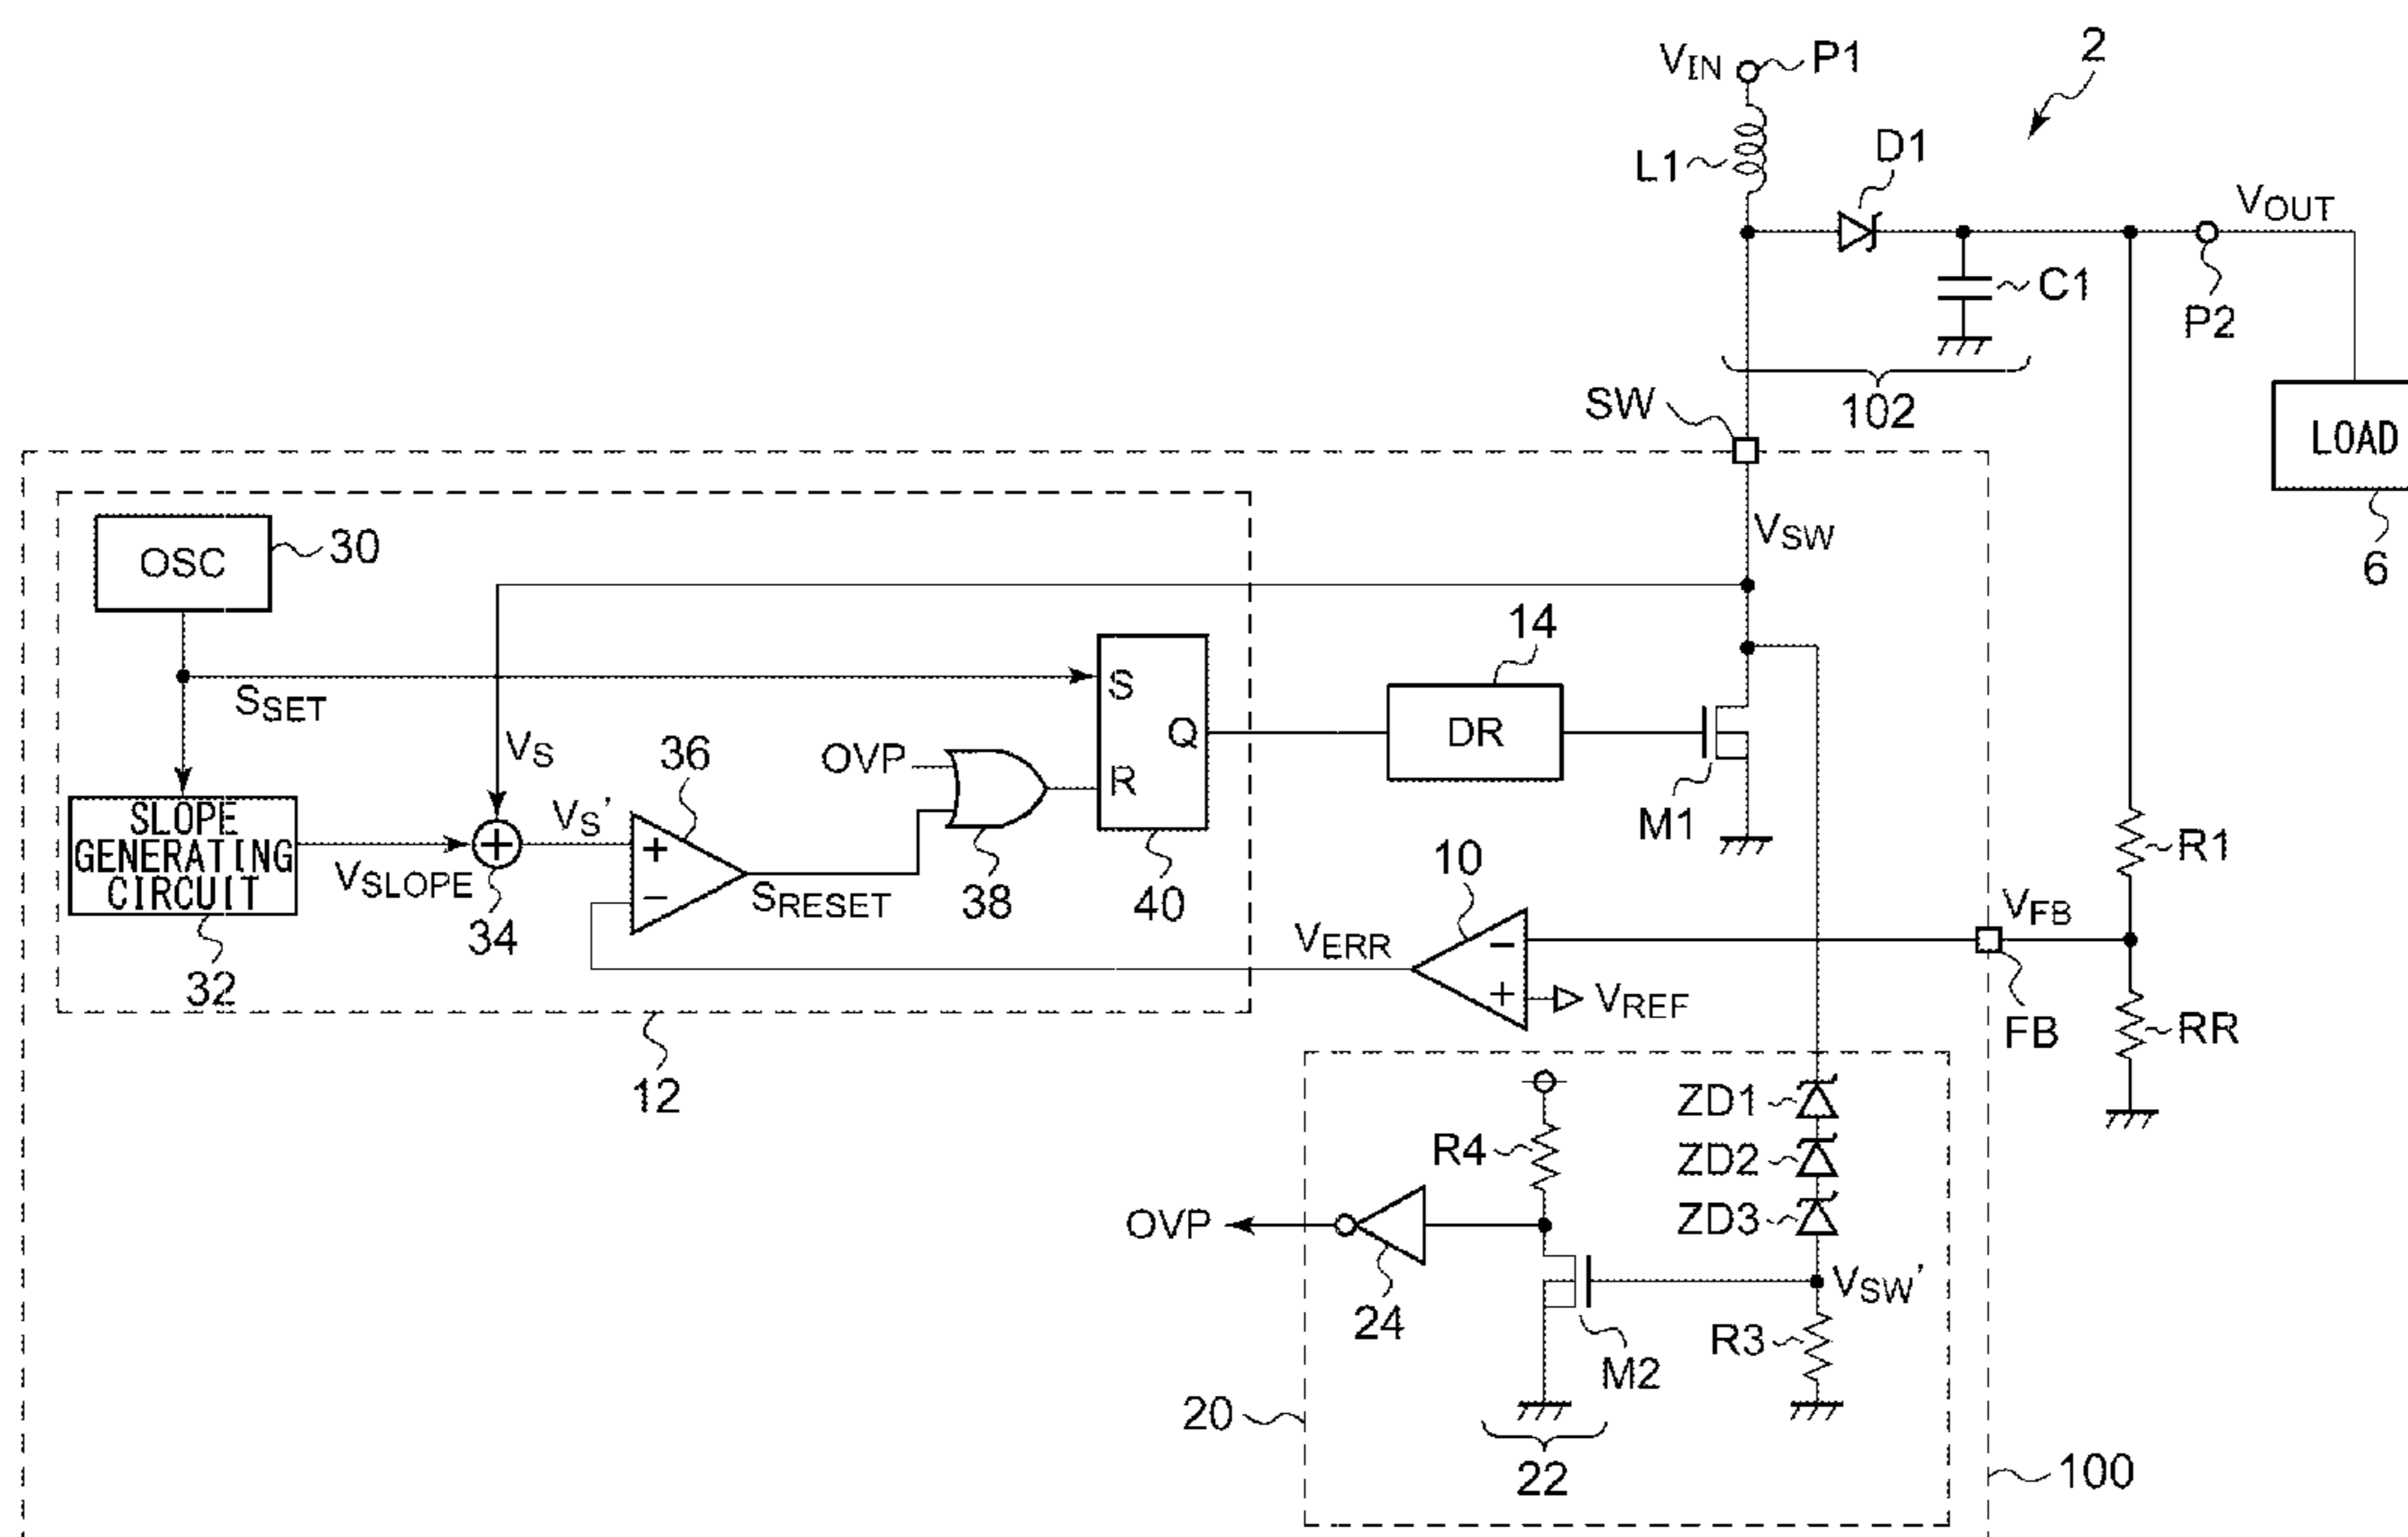 2
VIN
P1
L1
D1
VOUT
C1
P2
102
SW
LOAD
6
VSW
OSC
30
14
SSET
S
Q
DR
VS
36
OVP
R
M1
SLOPE
GENERATING
CIRCUIT
VSLOPE
VS'
+
+
−
34
32
SRESET
38
40
10
VERR
−
+
VREF
VFB
FB
R1
RR
12
R4
ZD1
ZD2
ZD3
OVP
24
VSW'
M2
R3
20
22
100